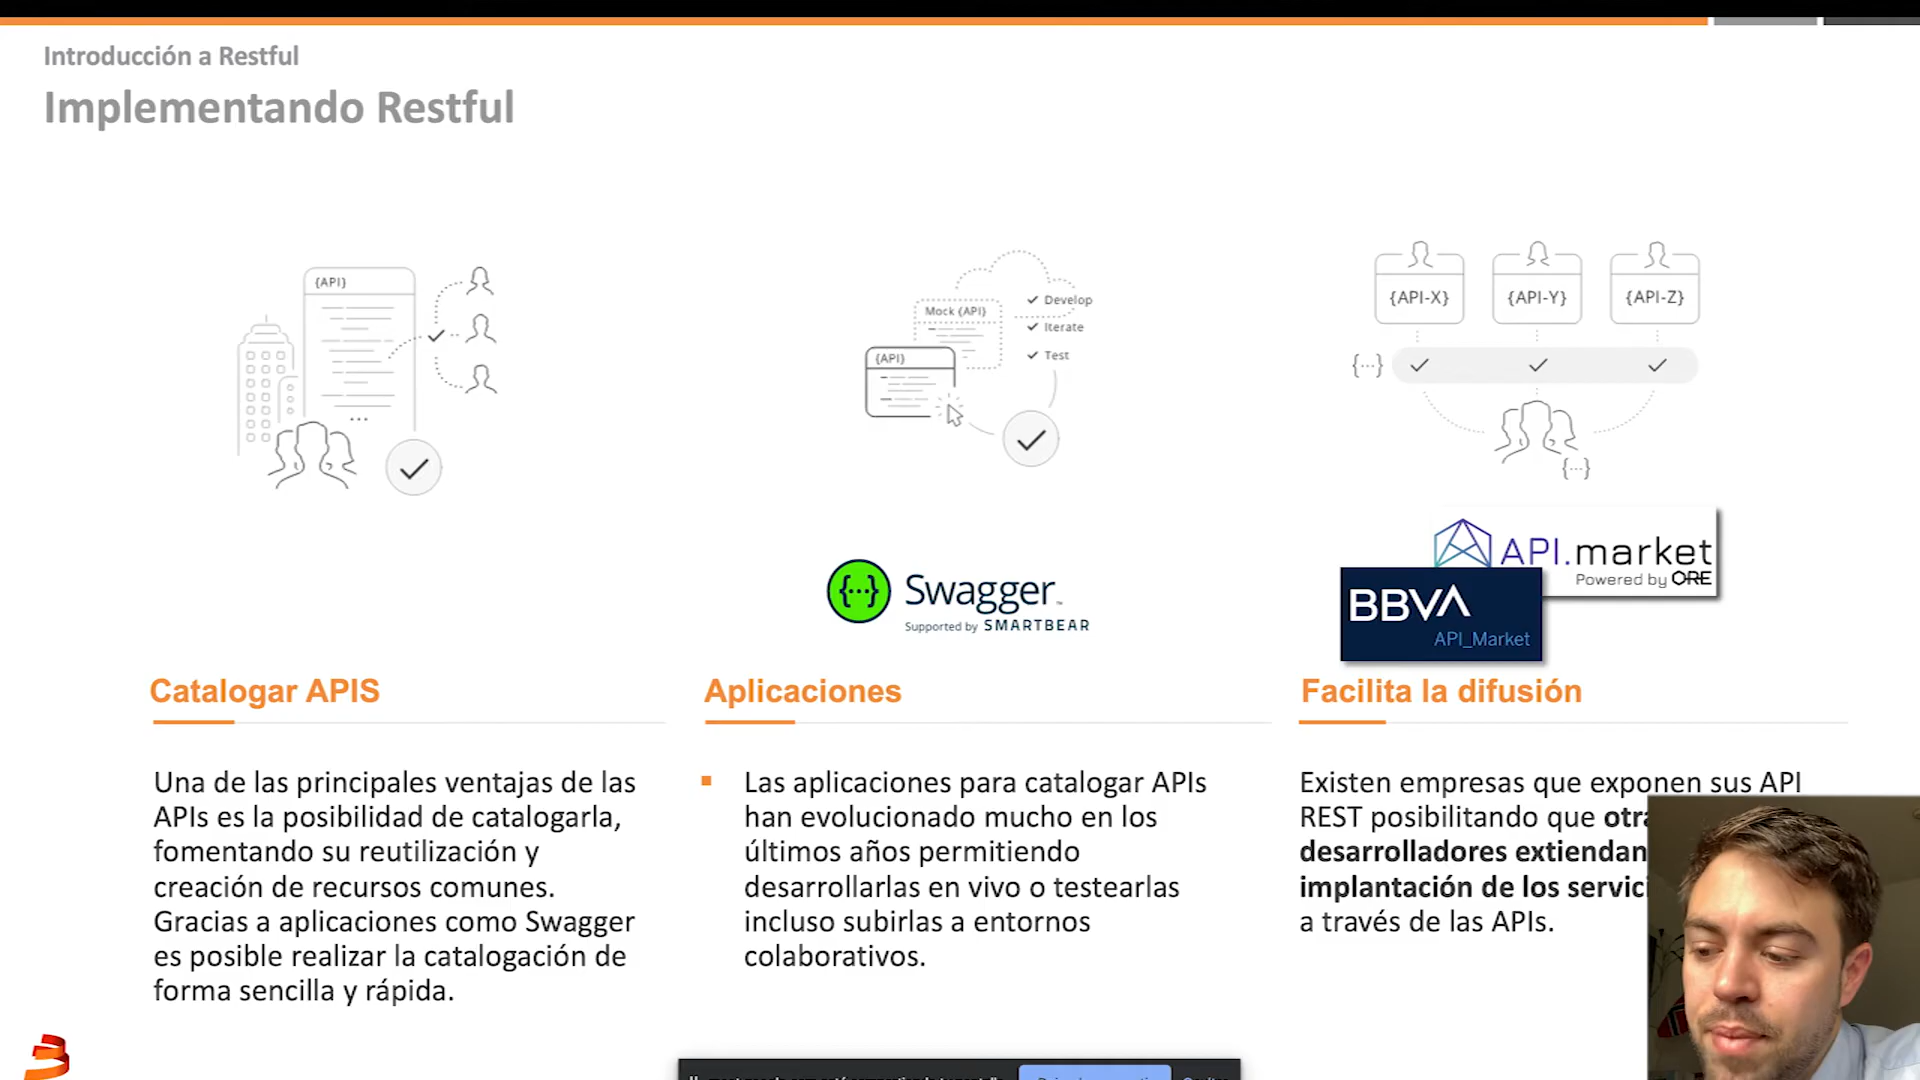 Introducción a Restful
Implementando Restful
{API}
Mock {API}
{API}
Develop
Iterate
Test
{API-X}
{API-Y}
{API-Z}
{···}
{···}
{···}
Swagger
Supported by SMARTBEAR
API.market
Powered by ORE
BBVA
API_Market
Catalogar APIS
Una de las principales ventajas de las
APIs es la posibilidad de catalogarla,
fomentando su reutilización y
creación de recursos comunes.
Gracias a aplicaciones como Swagger
es posible realizar la catalogación de
forma sencilla y rápida.
Aplicaciones
Las aplicaciones para catalogar APIs
han evolucionado mucho en los
últimos años permitiendo
desarrollarlas en vivo o testearlas
incluso subirlas a entornos
colaborativos.
Facilita la difusión
Existen empresas que exponen sus API
REST posibilitando que
desarrolladores extiendan
implantación de los
a través de las APIs.